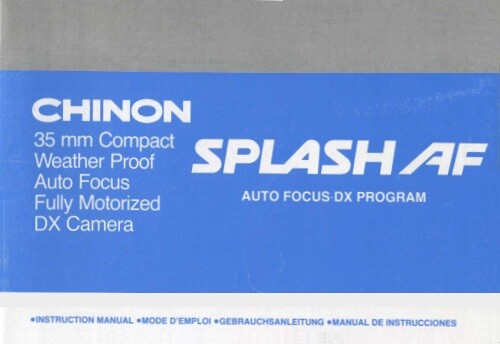 CHINON
35 mm Compact
Weather Proof
Auto Focus
Fully Motorized
DX Camera
SPLASH AF
AUTO FOCUS·DX PROGRAM
•INSTRUCTION MANUAL •MODE D'EMPLOI •GEBRAUCHSANLEITUNG •MANUAL DE INSTRUCCIONES